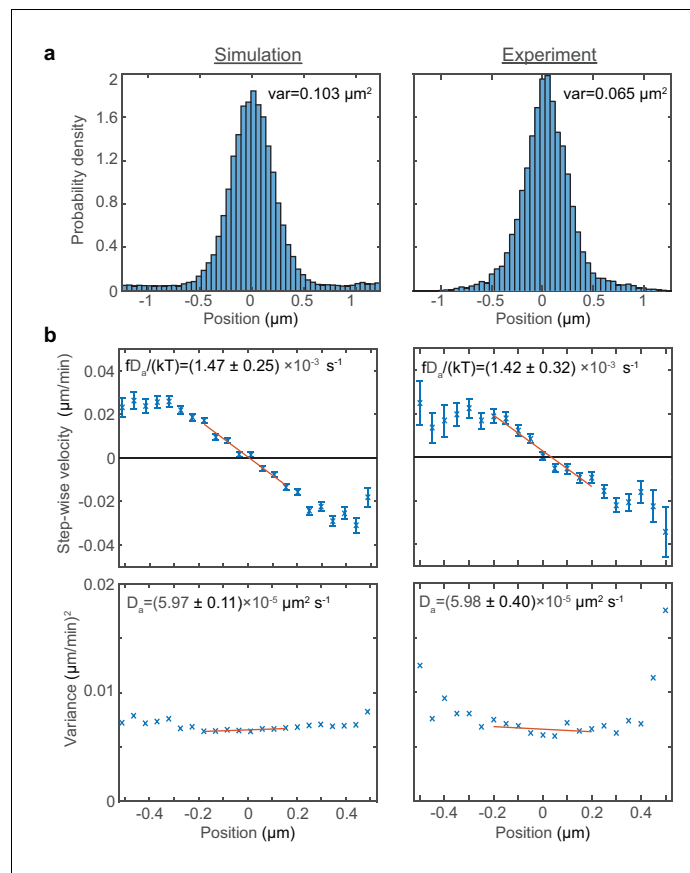 a
Simulation
Experiment
var=0.103 µm²
var=0.065 µm²
Probability density
2
1.6
1.2
0.8
0.4
0
-1 -0.5 0 0.5 1
-1 -0.5 0 0.5 1
Position (µm)
Position (µm)
b
fDₐ/(kT)=(1.47 ± 0.25) ×10⁻³ s⁻¹
fDₐ/(kT)=(1.42 ± 0.32) ×10⁻³ s⁻¹
Step-wise velocity (µm/min)
0.04
0.02
0
-0.02
-0.04
Dₐ=(5.97 ± 0.11)×10⁻⁵ µm² s⁻¹
Dₐ=(5.98 ± 0.40)×10⁻⁵ µm² s⁻¹
Variance (µm/min)²
0.02
0.01
0
-0.4 -0.2 0 0.2 0.4
-0.4 -0.2 0 0.2 0.4
Position (µm)
Position (µm)